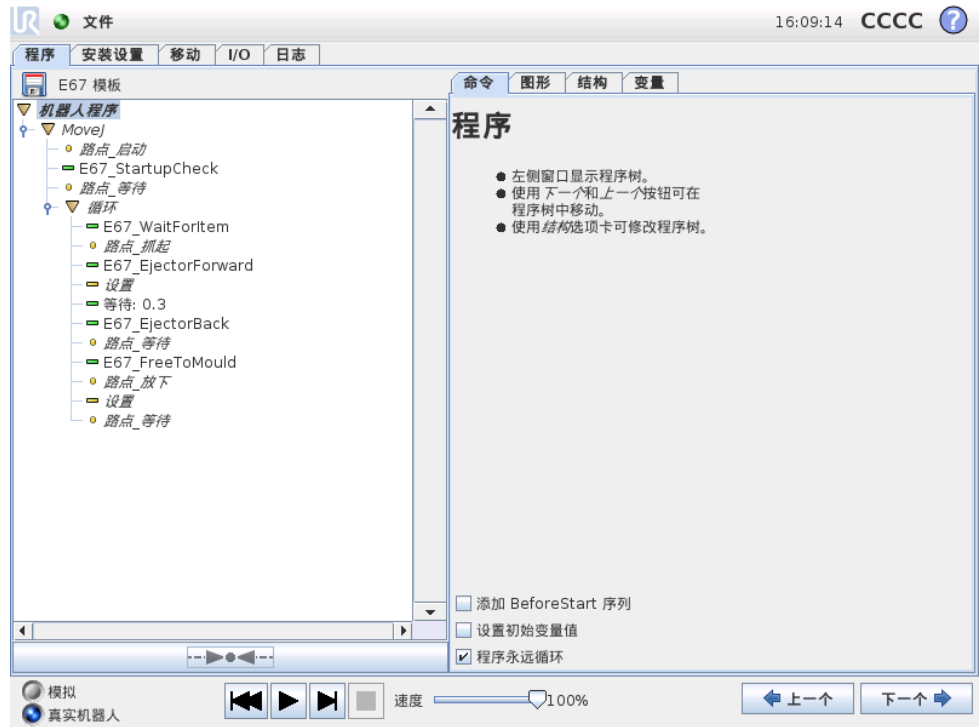 UR 文件 16:09:14 CCCC ?
程序 安装设置 移动 I/O 日志
E67 模板
机器人程序
MoveJ
路点_启动
E67_StartupCheck
路点_等待
循环
E67_WaitForItem
路点_抓起
E67_EjectorForward
设置
等待: 0.3
E67_EjectorBack
路点_等待
E67_FreeToMould
路点_放下
设置
路点_等待
命令 图形 结构 变量
程序
左侧窗口显示程序树。
使用下一个和上一个按钮可在
程序树中移动。
使用结构选项卡可修改程序树。
添加 BeforeStart 序列
设置初始变量值
程序永远循环
模拟
真实机器人
速度 100%
上一个 下一个